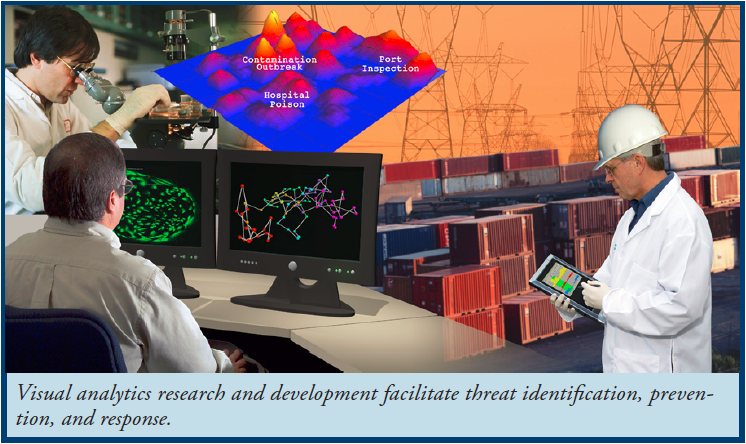 Contamination
Outbreak
Port
Inspection
Hospital
Poison
Visual analytics research and development facilitate threat identification, preven-
tion, and response.